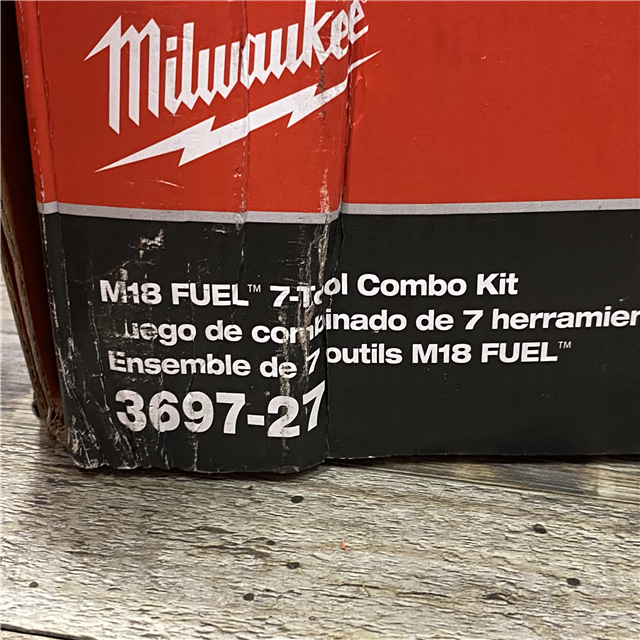 Milwaukee
M18 FUEL™ 7-Tool Combo Kit
Juego de combinado de 7 herramien
Ensemble de 7 outils M18 FUEL™
3697-27